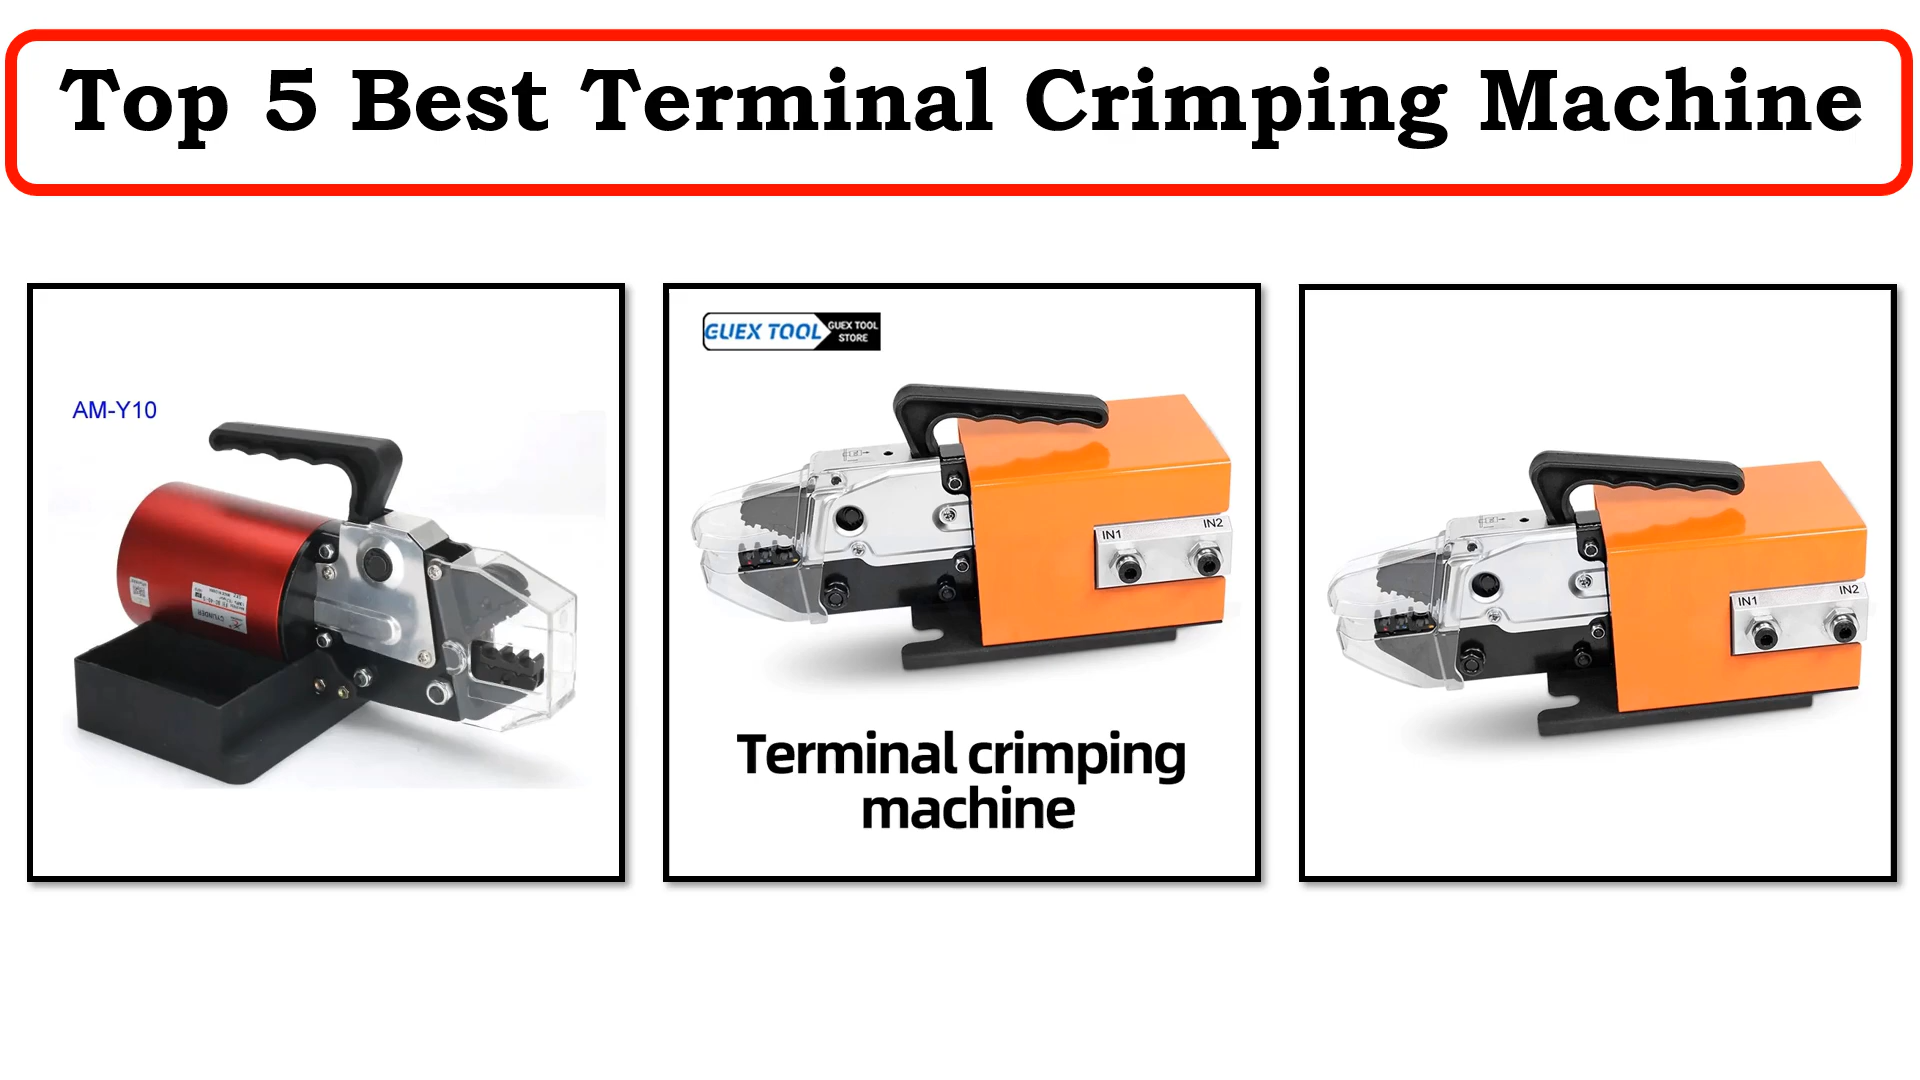 Top 5 Best Terminal Crimping Machine
AM-Y10
CYLINDER
GUEX TOOL
GUEX TOOL
STORE
IN1
IN2
Terminal crimping
machine
IN1
IN2